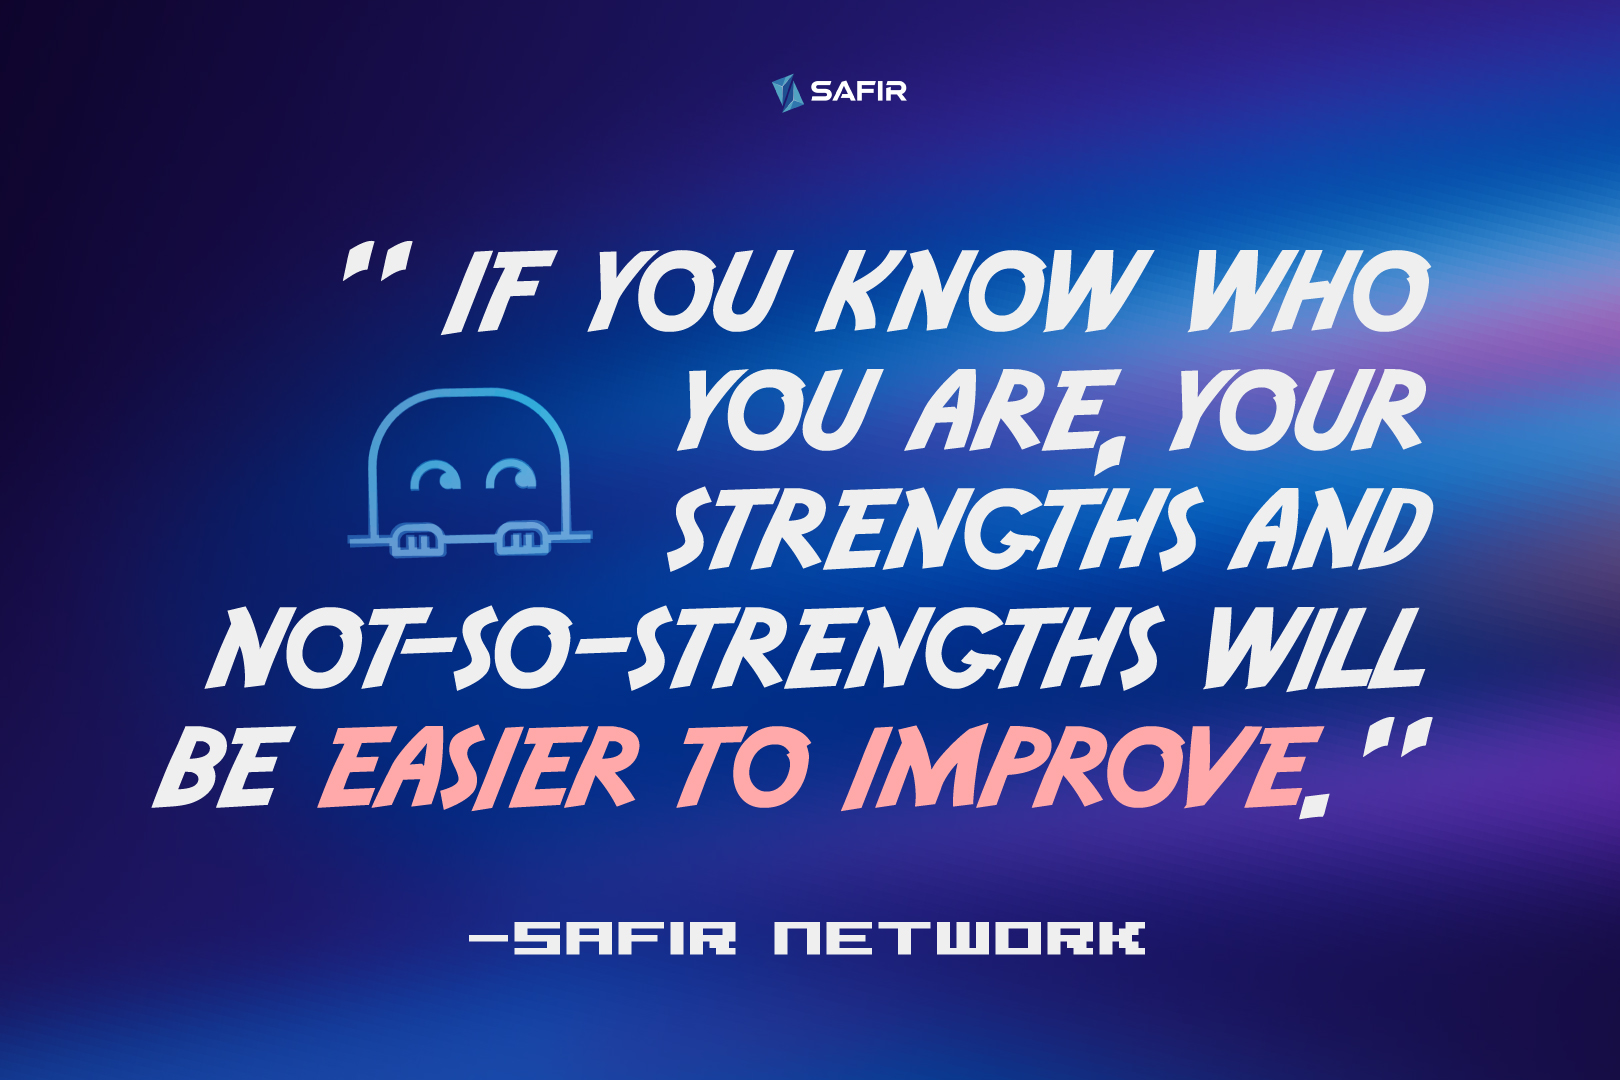 SAFIR
" IF YOU KNOW WHO
YOU ARE, YOUR
STRENGTHS AND
NOT-SO-STRENGTHS WILL
BE EASIER TO IMPROVE."
-SAFIR NETWORK